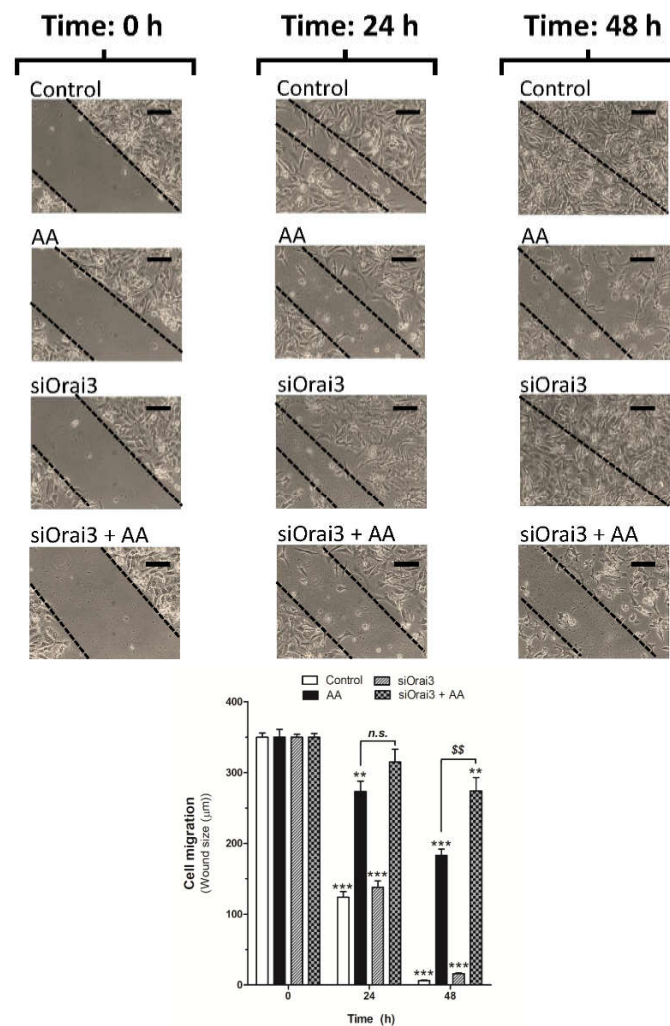 Time: 0 h Time: 24 h Time: 48 h
Control Control Control
AA AA AA
siOrai3 siOrai3 siOrai3
siOrai3 + AA siOrai3 + AA siOrai3 + AA
Control siOrai3
AA siOrai3 + AA
400
300
200
100
0
Cell migration
(Wound size (µm))
n.s.
$$
**
**
***
***
***
***
***
0 24 48
Time (h)